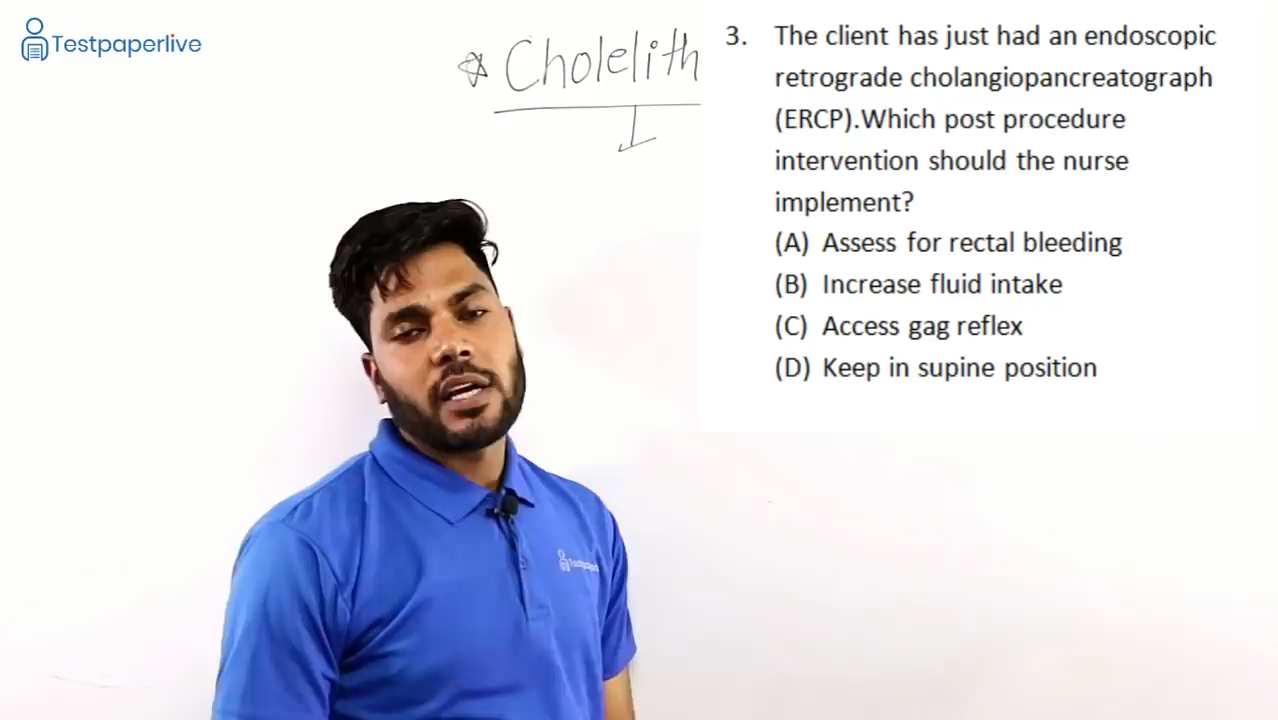 Testpaperlive
Cholelith
3. The client has just had an endoscopic
retrograde cholangiopancreatograph
(ERCP).Which post procedure
intervention should the nurse
implement?
(A) Assess for rectal bleeding
(B) Increase fluid intake
(C) Access gag reflex
(D) Keep in supine position